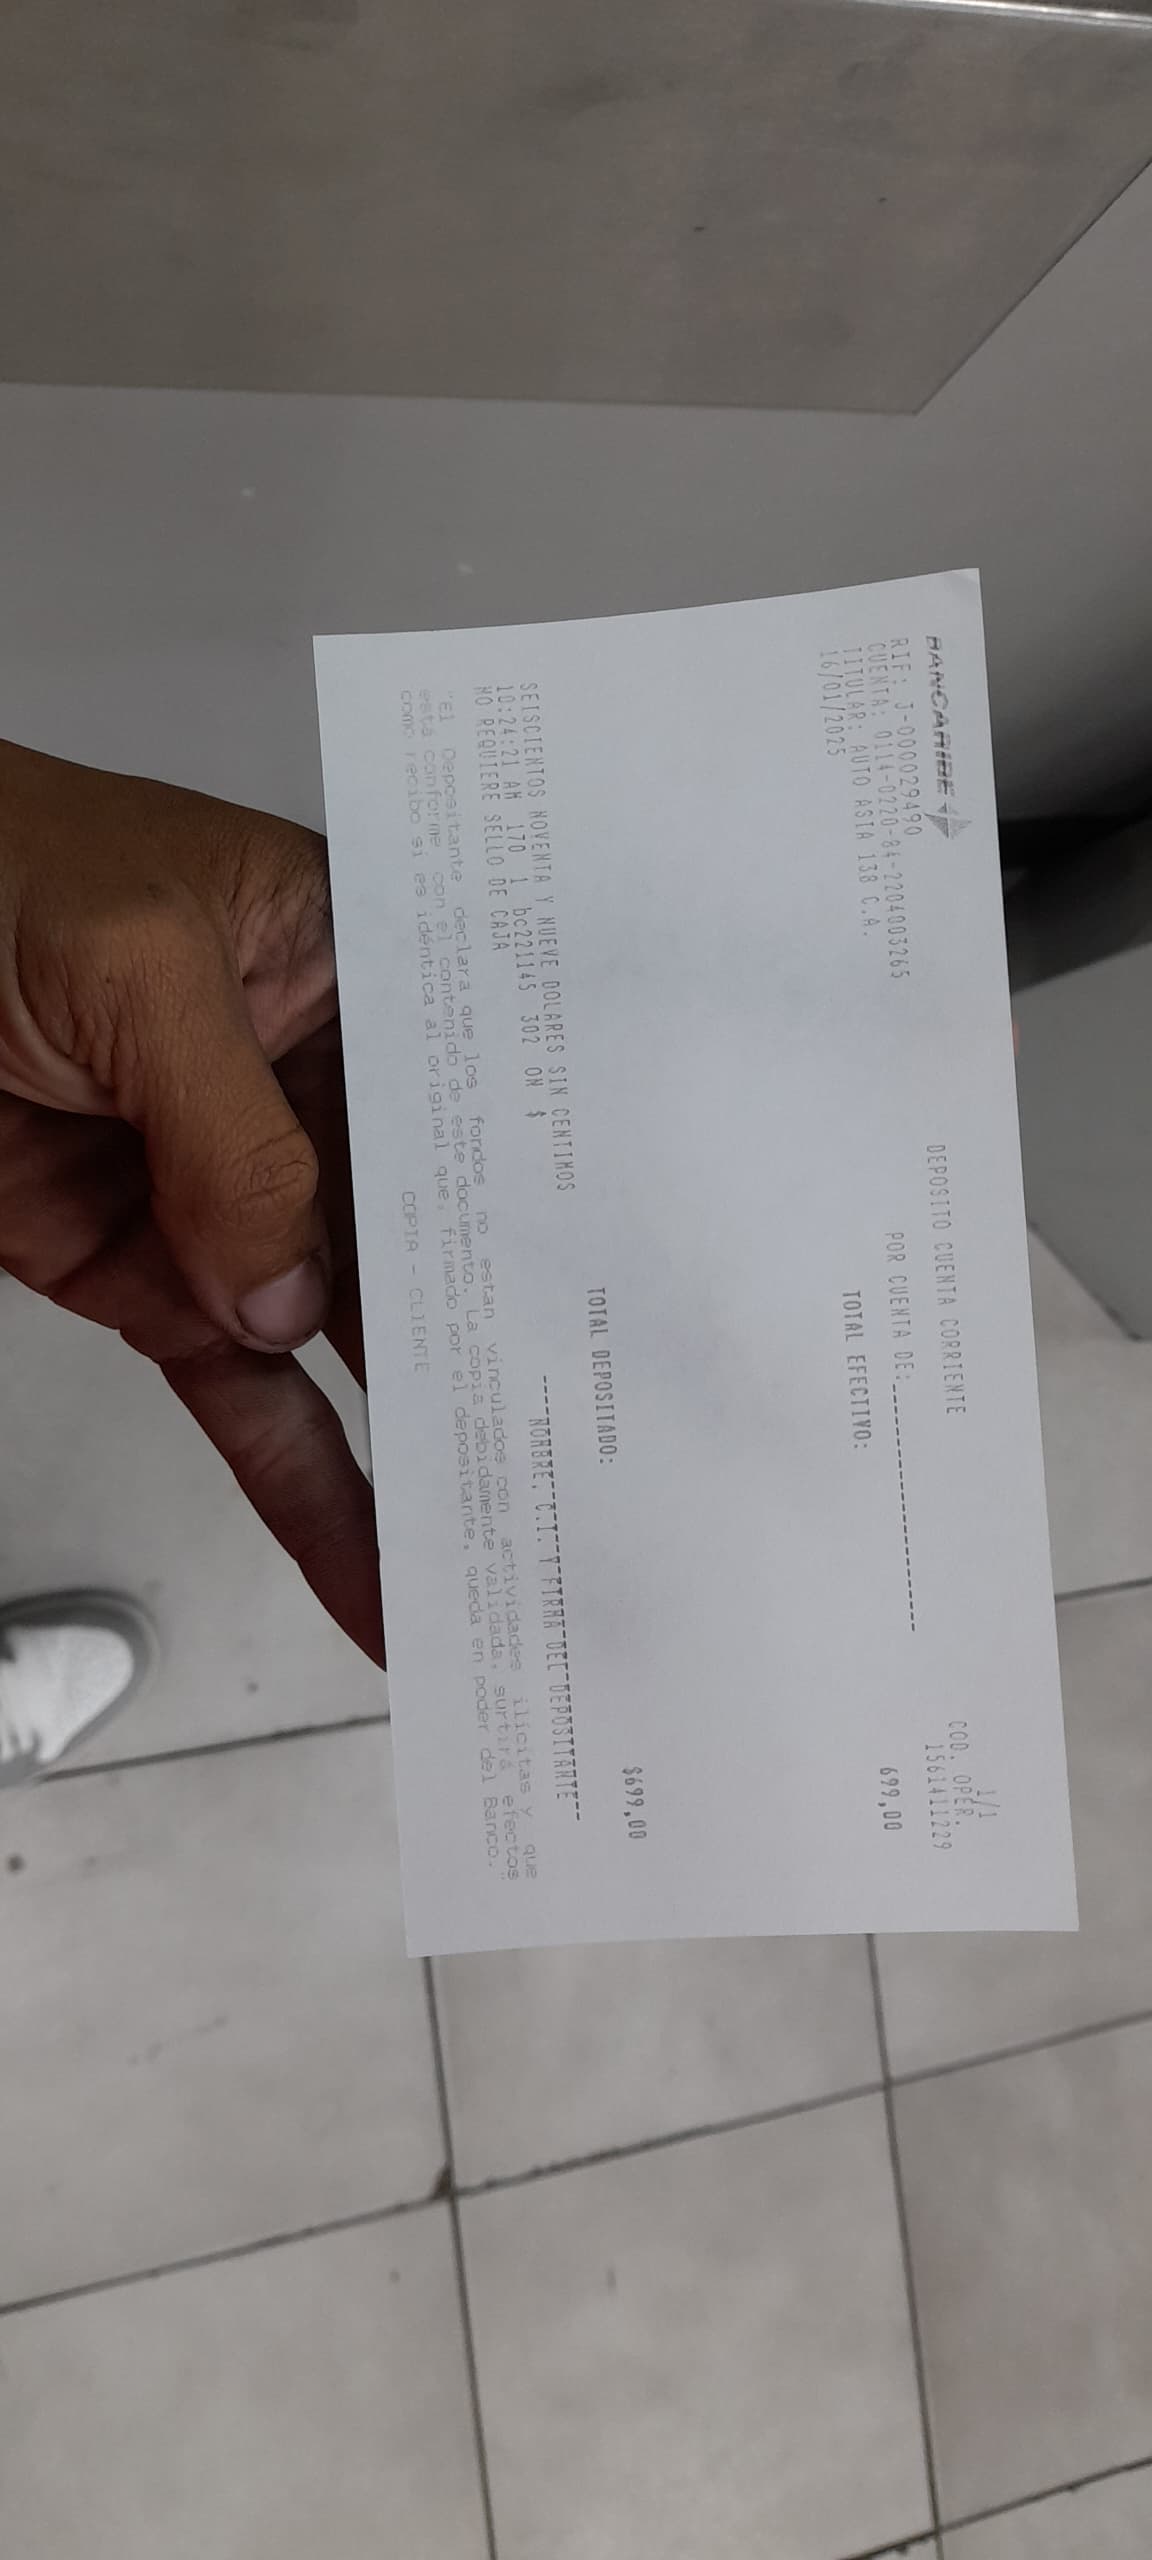 BANCARIBE
1/1
DEPOSITO CUENTA CORRIENTE
COD. OPER.
RIF: J-000029490
1561411229
CUENTA: 0114-0220-84-2204003265
POR CUENTA DE:
TITULAR: AUTO ASIA 138 C.A.
16/01/2025
TOTAL EFECTIVO:
699,00
TOTAL DEPOSITADO:
$699,00
SEISCIENTOS NOVENTA Y NUEVE DOLARES SIN CENTIMOS
10:24:21 AM 170 1 bc221145 302 ON $
NO REQUIERE SELLO DE CAJA
----NOMBRE, C.I. Y FIRMA DEL DEPOSITANTE--
"El Depositante declara que los fondos no estan vinculados con actividades ilicitas y que
está conforme con el contenido de este documento. La copia debidamente validada, surtirá efectos
como recibo si es idéntica al original que, firmado por el depositante, queda en poder del Banco."
COPIA - CLIENTE